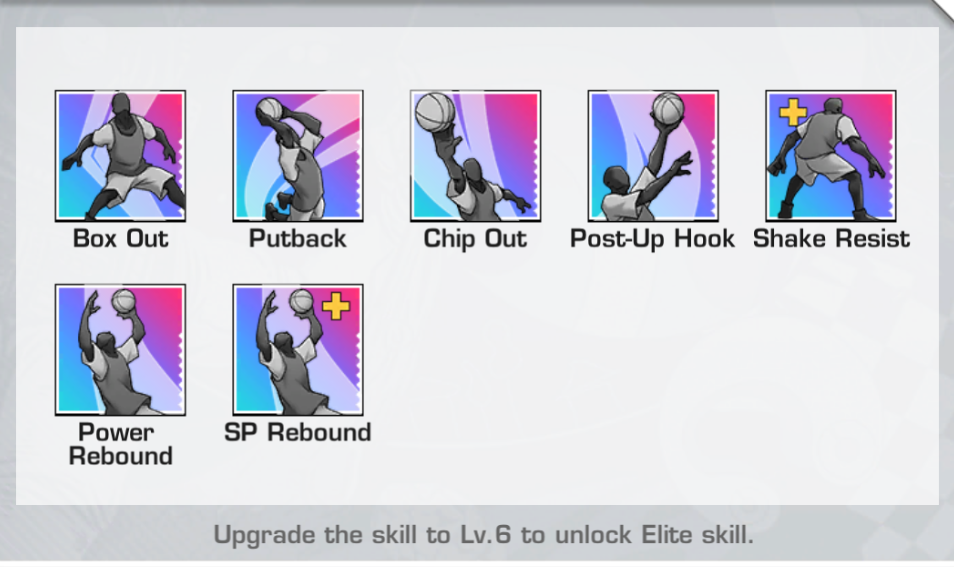 Box Out
Putback
Chip Out
Post-Up Hook
Shake Resist
Power
Rebound
SP Rebound
Upgrade the skill to Lv.6 to unlock Elite skill.